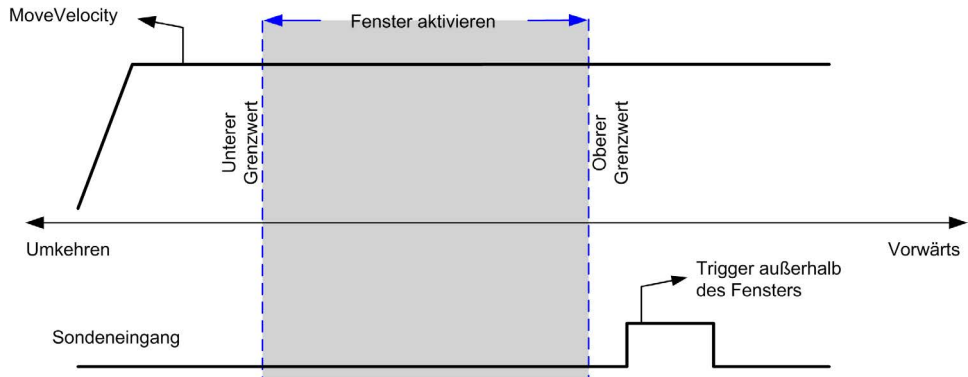 MoveVelocity
Fenster aktivieren
Unterer
Grenzwert
Oberer
Grenzwert
Umkehren
Vorwärts
Trigger außerhalb
des Fensters
Sondeneingang